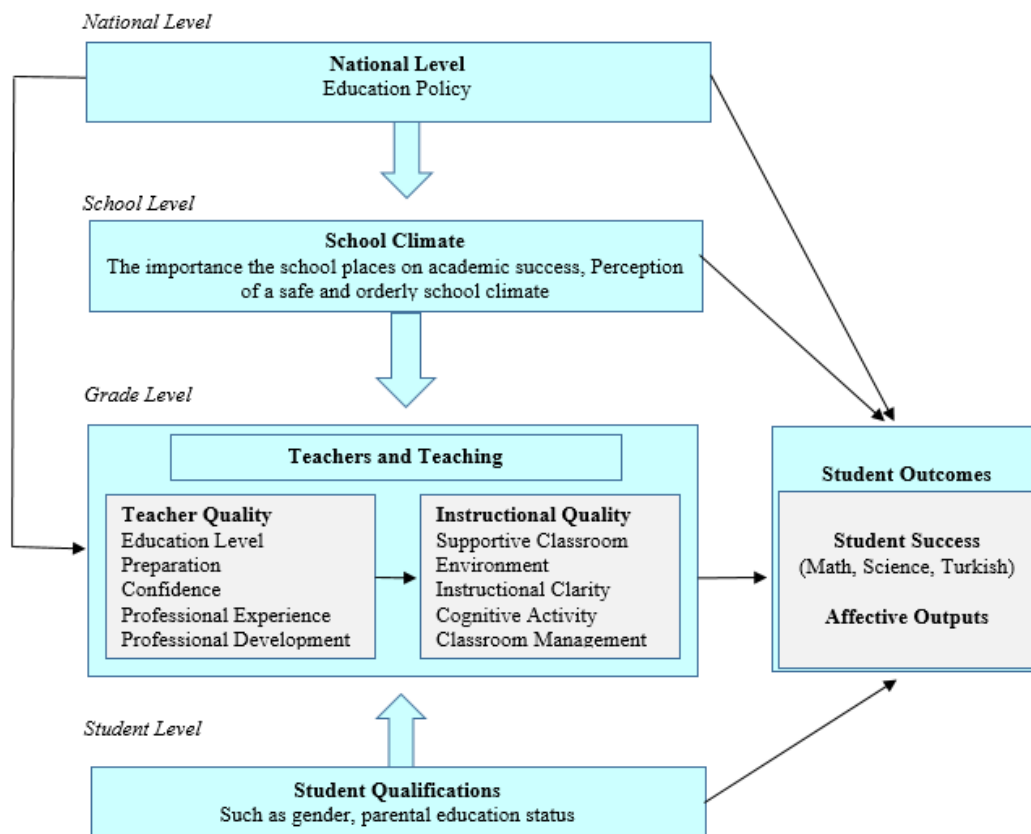 National Level
National Level
Education Policy
School Level
School Climate
The importance the school places on academic success, Perception
of a safe and orderly school climate
Grade Level
Teachers and Teaching
Teacher Quality
Education Level
Preparation
Confidence
Professional Experience
Professional Development
Instructional Quality
Supportive Classroom
Environment
Instructional Clarity
Cognitive Activity
Classroom Management
Student Outcomes
Student Success
(Math, Science, Turkish)
Affective Outputs
Student Level
Student Qualifications
Such as gender, parental education status